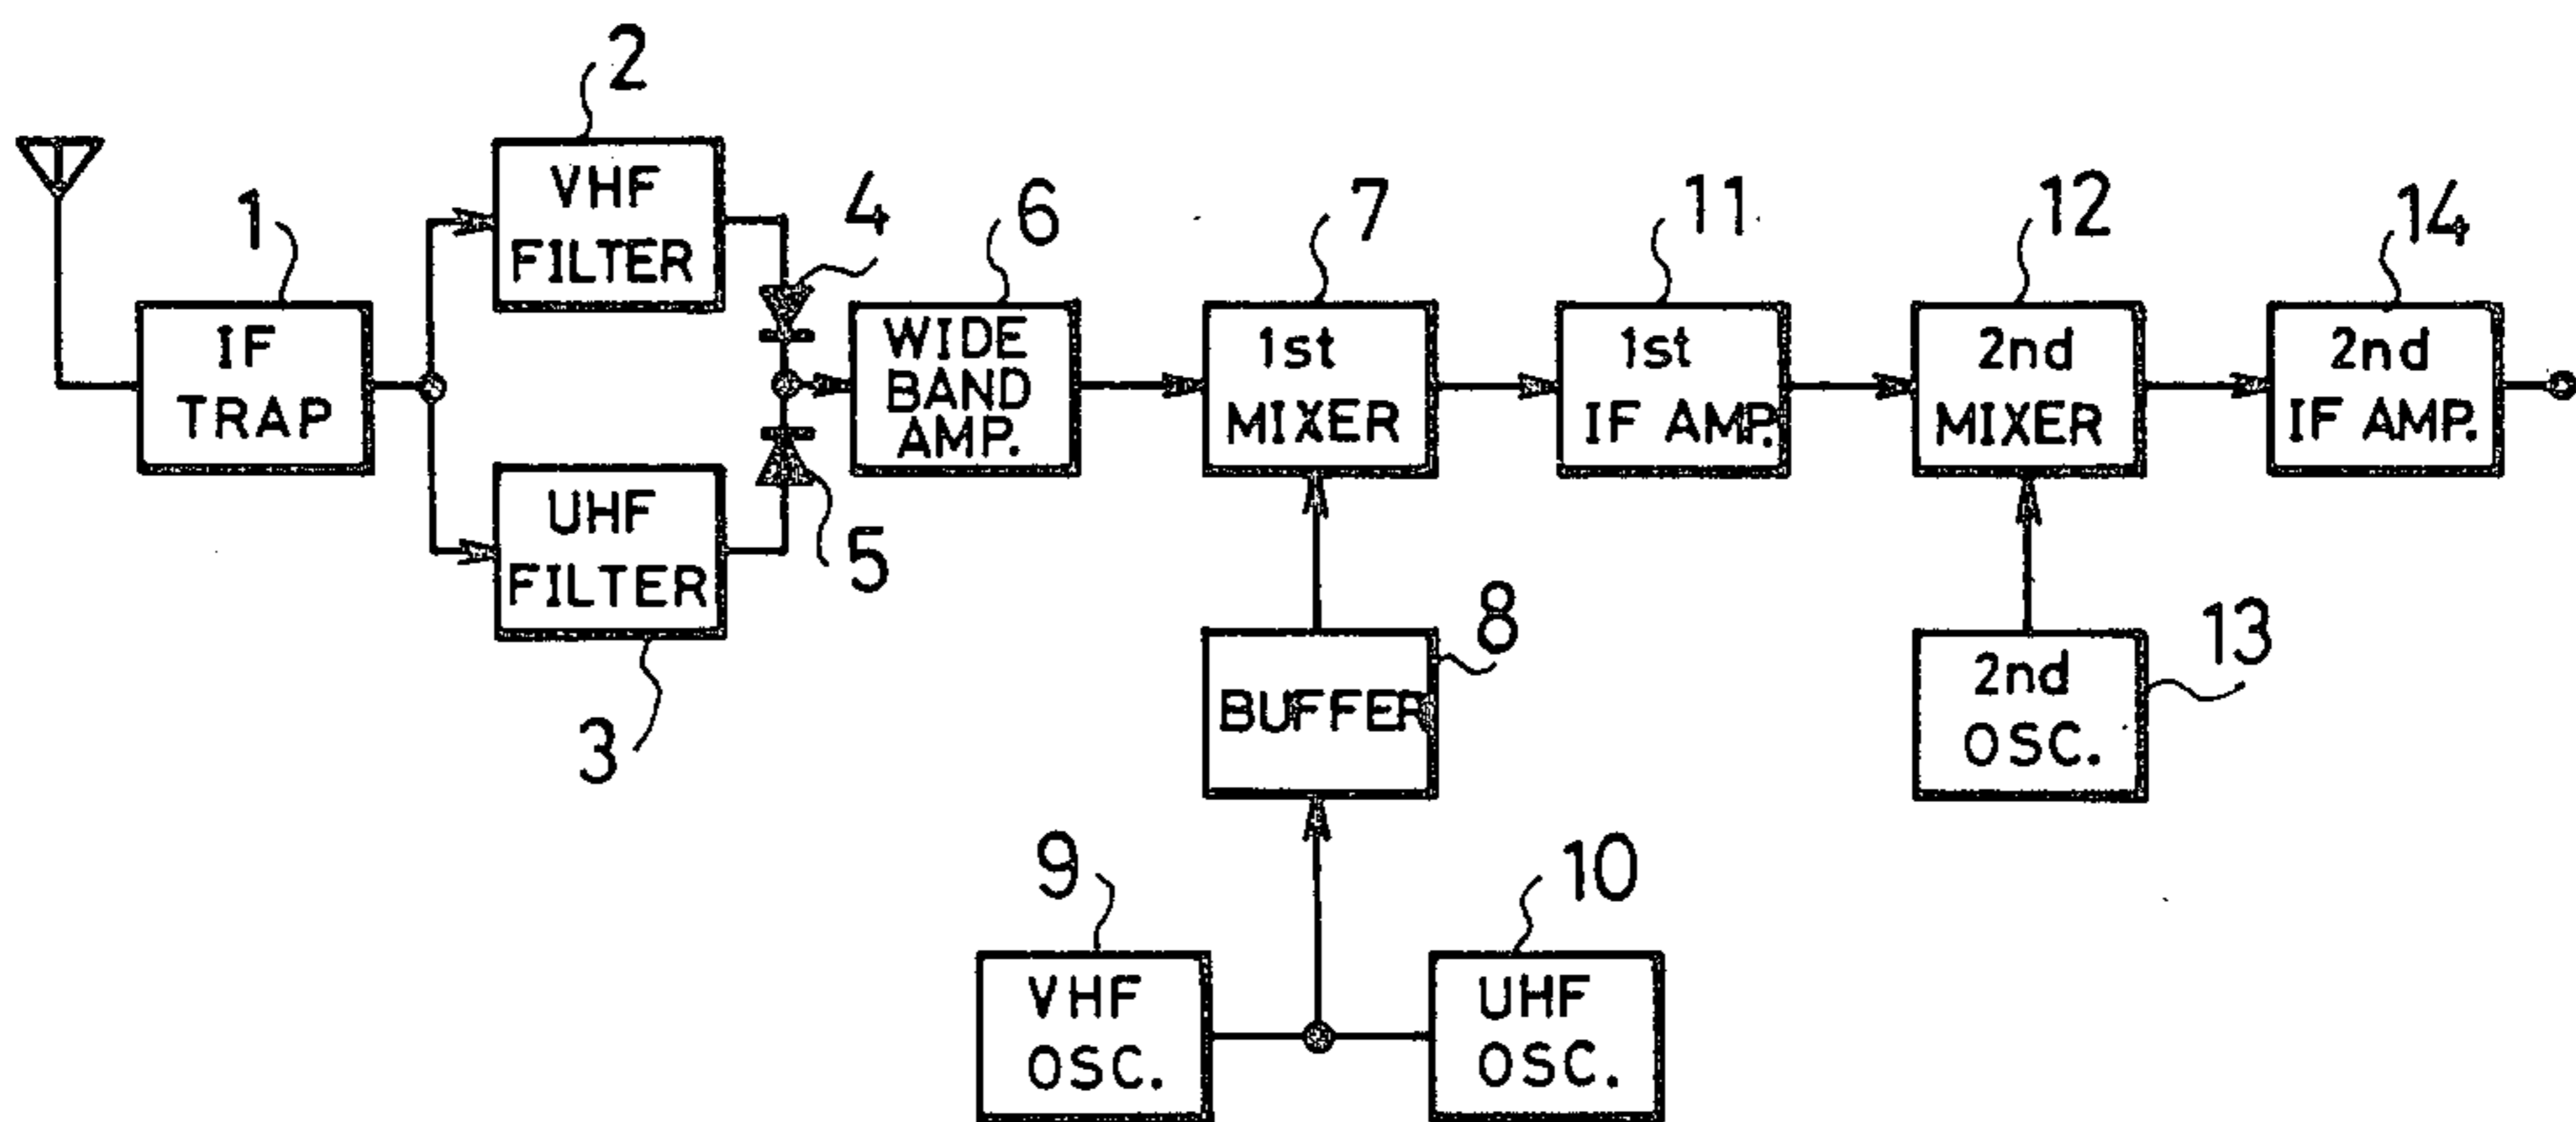 2
VHF
FILTER
1
IF
TRAP
4
6
WIDE
BAND
AMP.
7
1st
MIXER
11
1st
IF AMP.
12
2nd
MIXER
14
2nd
IF AMP.
UHF
FILTER
3
5
8
BUFFER
13
2nd
OSC.
9
VHF
OSC.
10
UHF
OSC.